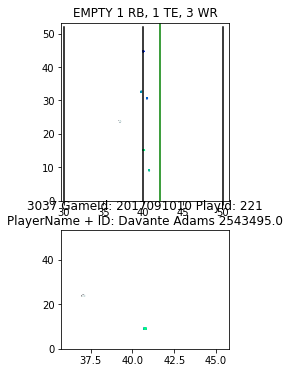 EMPTY 1 RB, 1 TE, 3 WR
50
40
30
20
10
0
30 35 40 45 50
3037 GameId: 2017091010 PlayId: 221
PlayerName + ID: Davante Adams 2543495.0
40
20
0
37.5 40.0 42.5 45.0